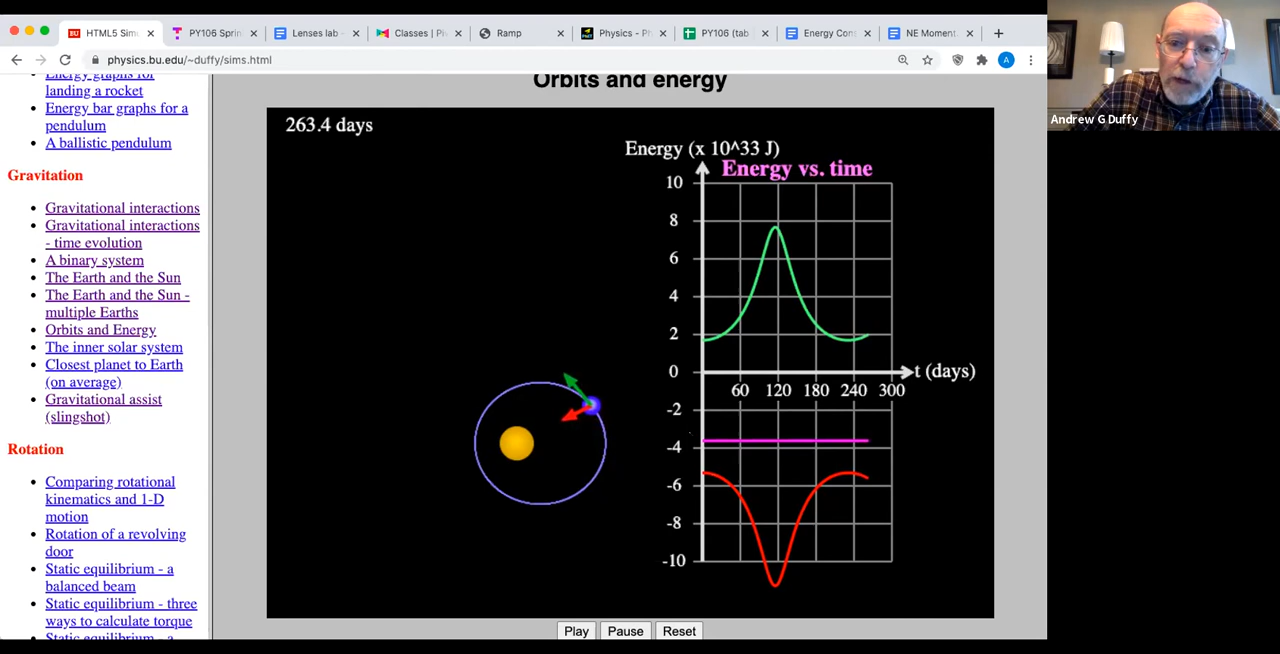 HTML5 Sim
PY106 Sprin
Lenses lab -
Classes | Pi
Ramp
Physics - Ph
PY106 (tab
Energy Con
NE Moment
physics.bu.edu/~duffy/sims.html
A
Andrew G Duffy
Energy graphs for
landing a rocket
Energy bar graphs for a
pendulum
A ballistic pendulum
Gravitation
Gravitational interactions
Gravitational interactions
- time evolution
A binary system
The Earth and the Sun
The Earth and the Sun -
multiple Earths
Orbits and Energy
The inner solar system
Closest planet to Earth
(on average)
Gravitational assist
(slingshot)
Rotation
Comparing rotational
kinematics and 1-D
motion
Rotation of a revolving
door
Static equilibrium - a
balanced beam
Static equilibrium - three
ways to calculate torque
Static equilibrium - a
Orbits and energy
263.4 days
Energy (x 10^33 J)
Energy vs. time
10
8
6
4
2
0
-2
-4
-6
-8
-10
60 120 180 240 300
t (days)
Play Pause Reset